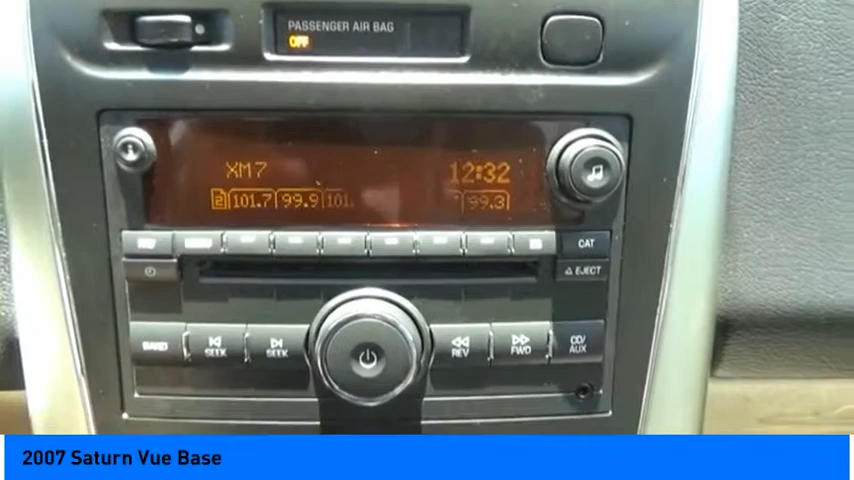 PASSENGER AIR BAG
OFF
XM7 12:32
2 101.7 99.9 101. 99.3
CAT
EJECT
BAND SEEK SEEK REV FWD CD/
AUX
2007 Saturn Vue Base